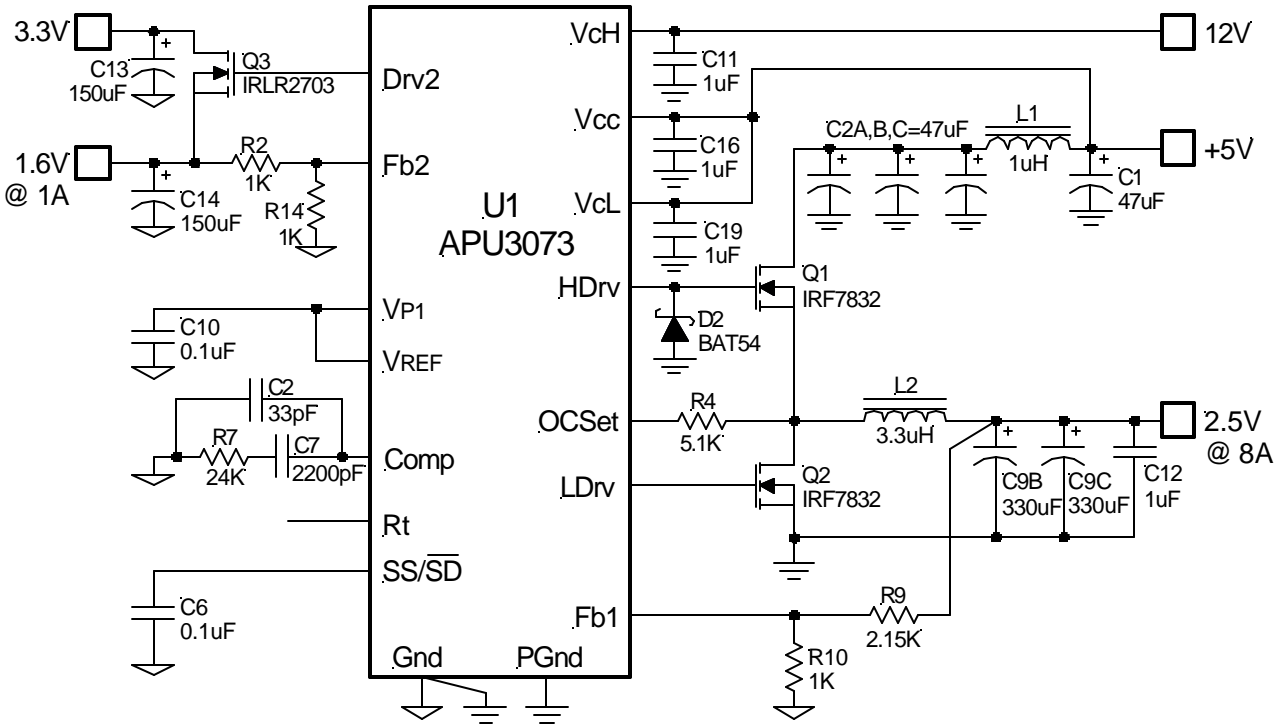 3.3V
C13
150uF
Q3
IRLR2703
1.6V
@ 1A
R2
1K
C14
150uF
R14
1K
C10
0.1uF
C2
33pF
R7
24K
C7
2200pF
C6
0.1uF
Drv2
Fb2
VP1
VREF
Comp
Rt
SS/SD
Gnd
PGnd
U1
APU3073
VcH
Vcc
VcL
HDrv
OCSet
LDrv
Fb1
C11
1uF
12V
C16
1uF
C19
1uF
C2A,B,C=47uF
L1
1uH
+5V
C1
47uF
Q1
IRF7832
D2
BAT54
R4
5.1K
L2
3.3uH
2.5V
@ 8A
Q2
IRF7832
C9B
330uF
C9C
330uF
C12
1uF
R9
2.15K
R10
1K